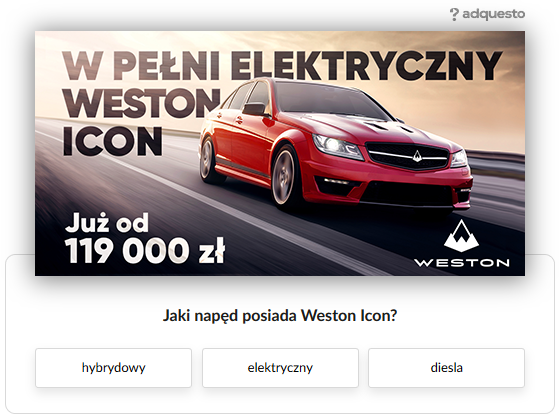 adquesto
W PEŁNI ELEKTRYCZNY
WESTON
ICON
Już od
119 000 zł
WESTON
Jaki napęd posiada Weston Icon?
hybrydowy
elektryczny
diesla